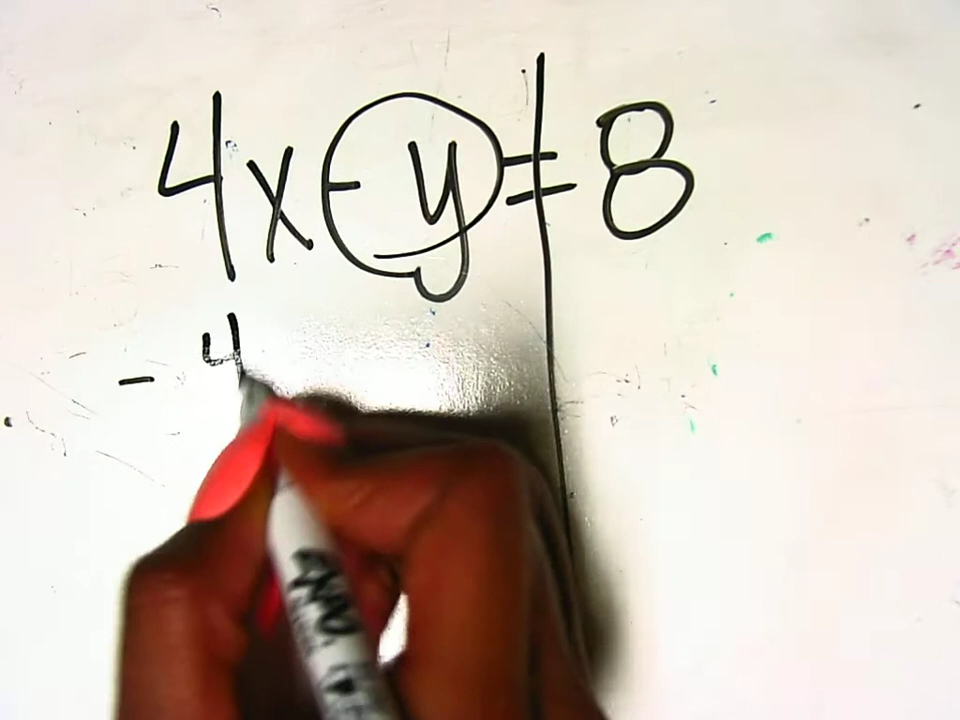 4x - y = 8
- 4